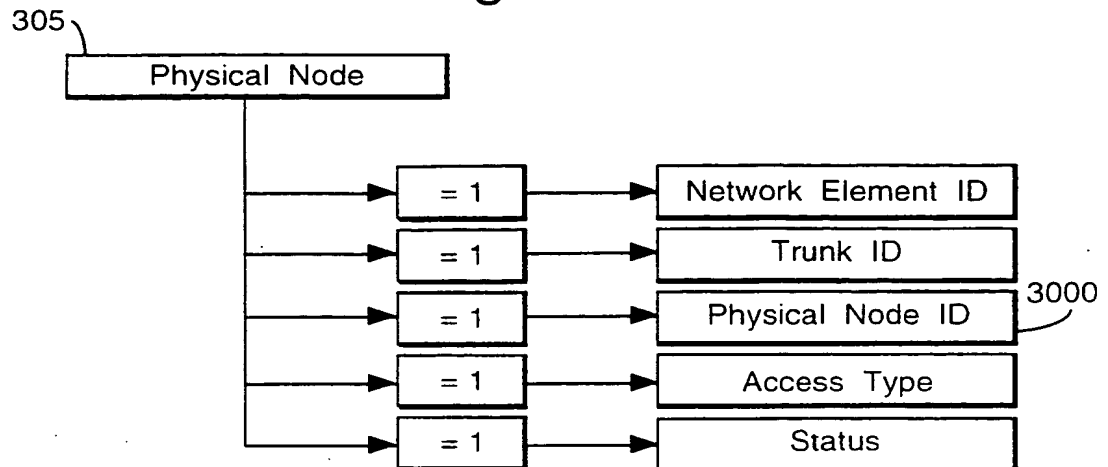 305
Physical Node
= 1 Network Element ID
= 1 Trunk ID
= 1 Physical Node ID
3000
= 1 Access Type
= 1 Status